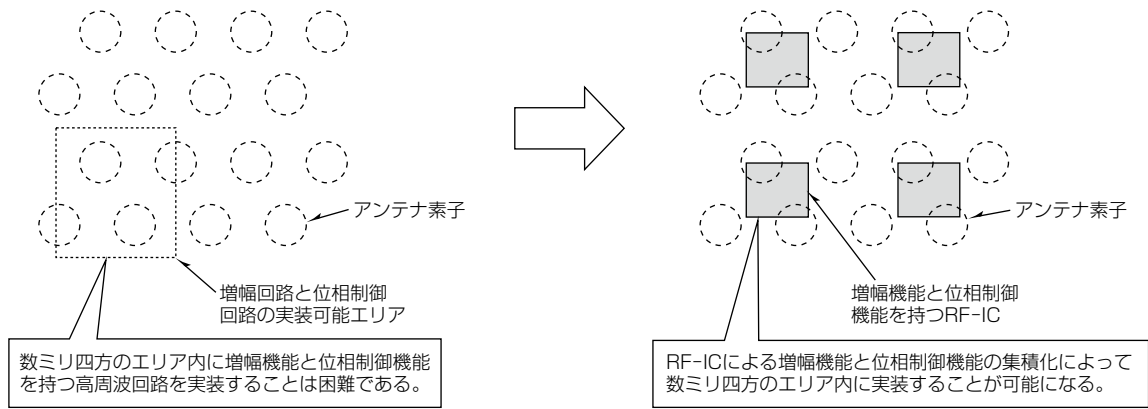 アンテナ素子
増幅回路と位相制御
回路の実装可能エリア
数ミリ四方のエリア内に増幅機能と位相制御機能
を持つ高周波回路を実装することは困難である。
アンテナ素子
増幅機能と位相制御
機能を持つRF-IC
RF-ICによる増幅機能と位相制御機能の集積化によって
数ミリ四方のエリア内に実装することが可能になる。